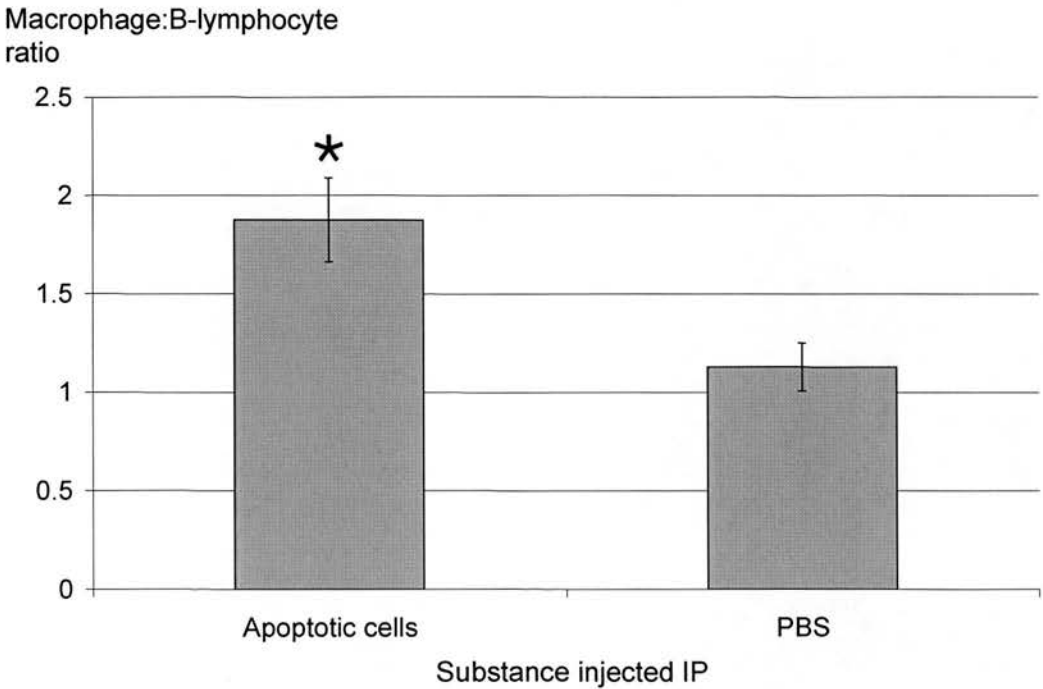 Macrophage:B-lymphocyte
ratio
2.5
*
2
1.5
1
0.5
0
Apoptotic cells
PBS
Substance injected IP